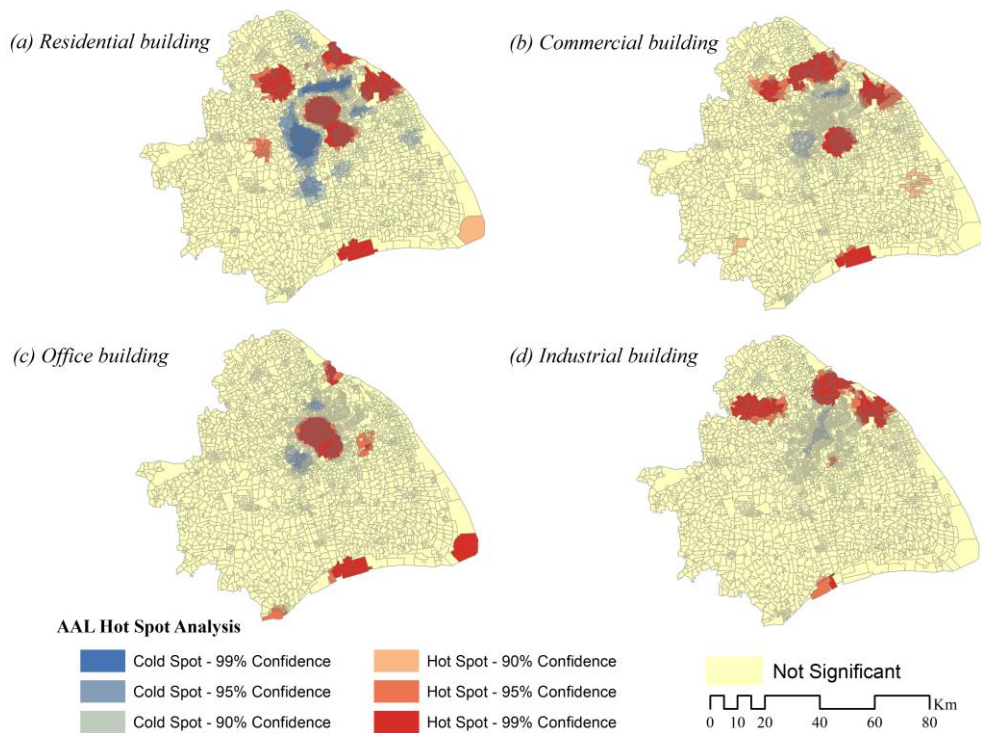 (a) Residential building
(b) Commercial building
(c) Office building
(d) Industrial building
AAL Hot Spot Analysis
Cold Spot - 99% Confidence
Hot Spot - 90% Confidence
Not Significant
Cold Spot - 95% Confidence
Hot Spot - 95% Confidence
Cold Spot - 90% Confidence
Hot Spot - 99% Confidence
Km
0 10 20 40 60 80